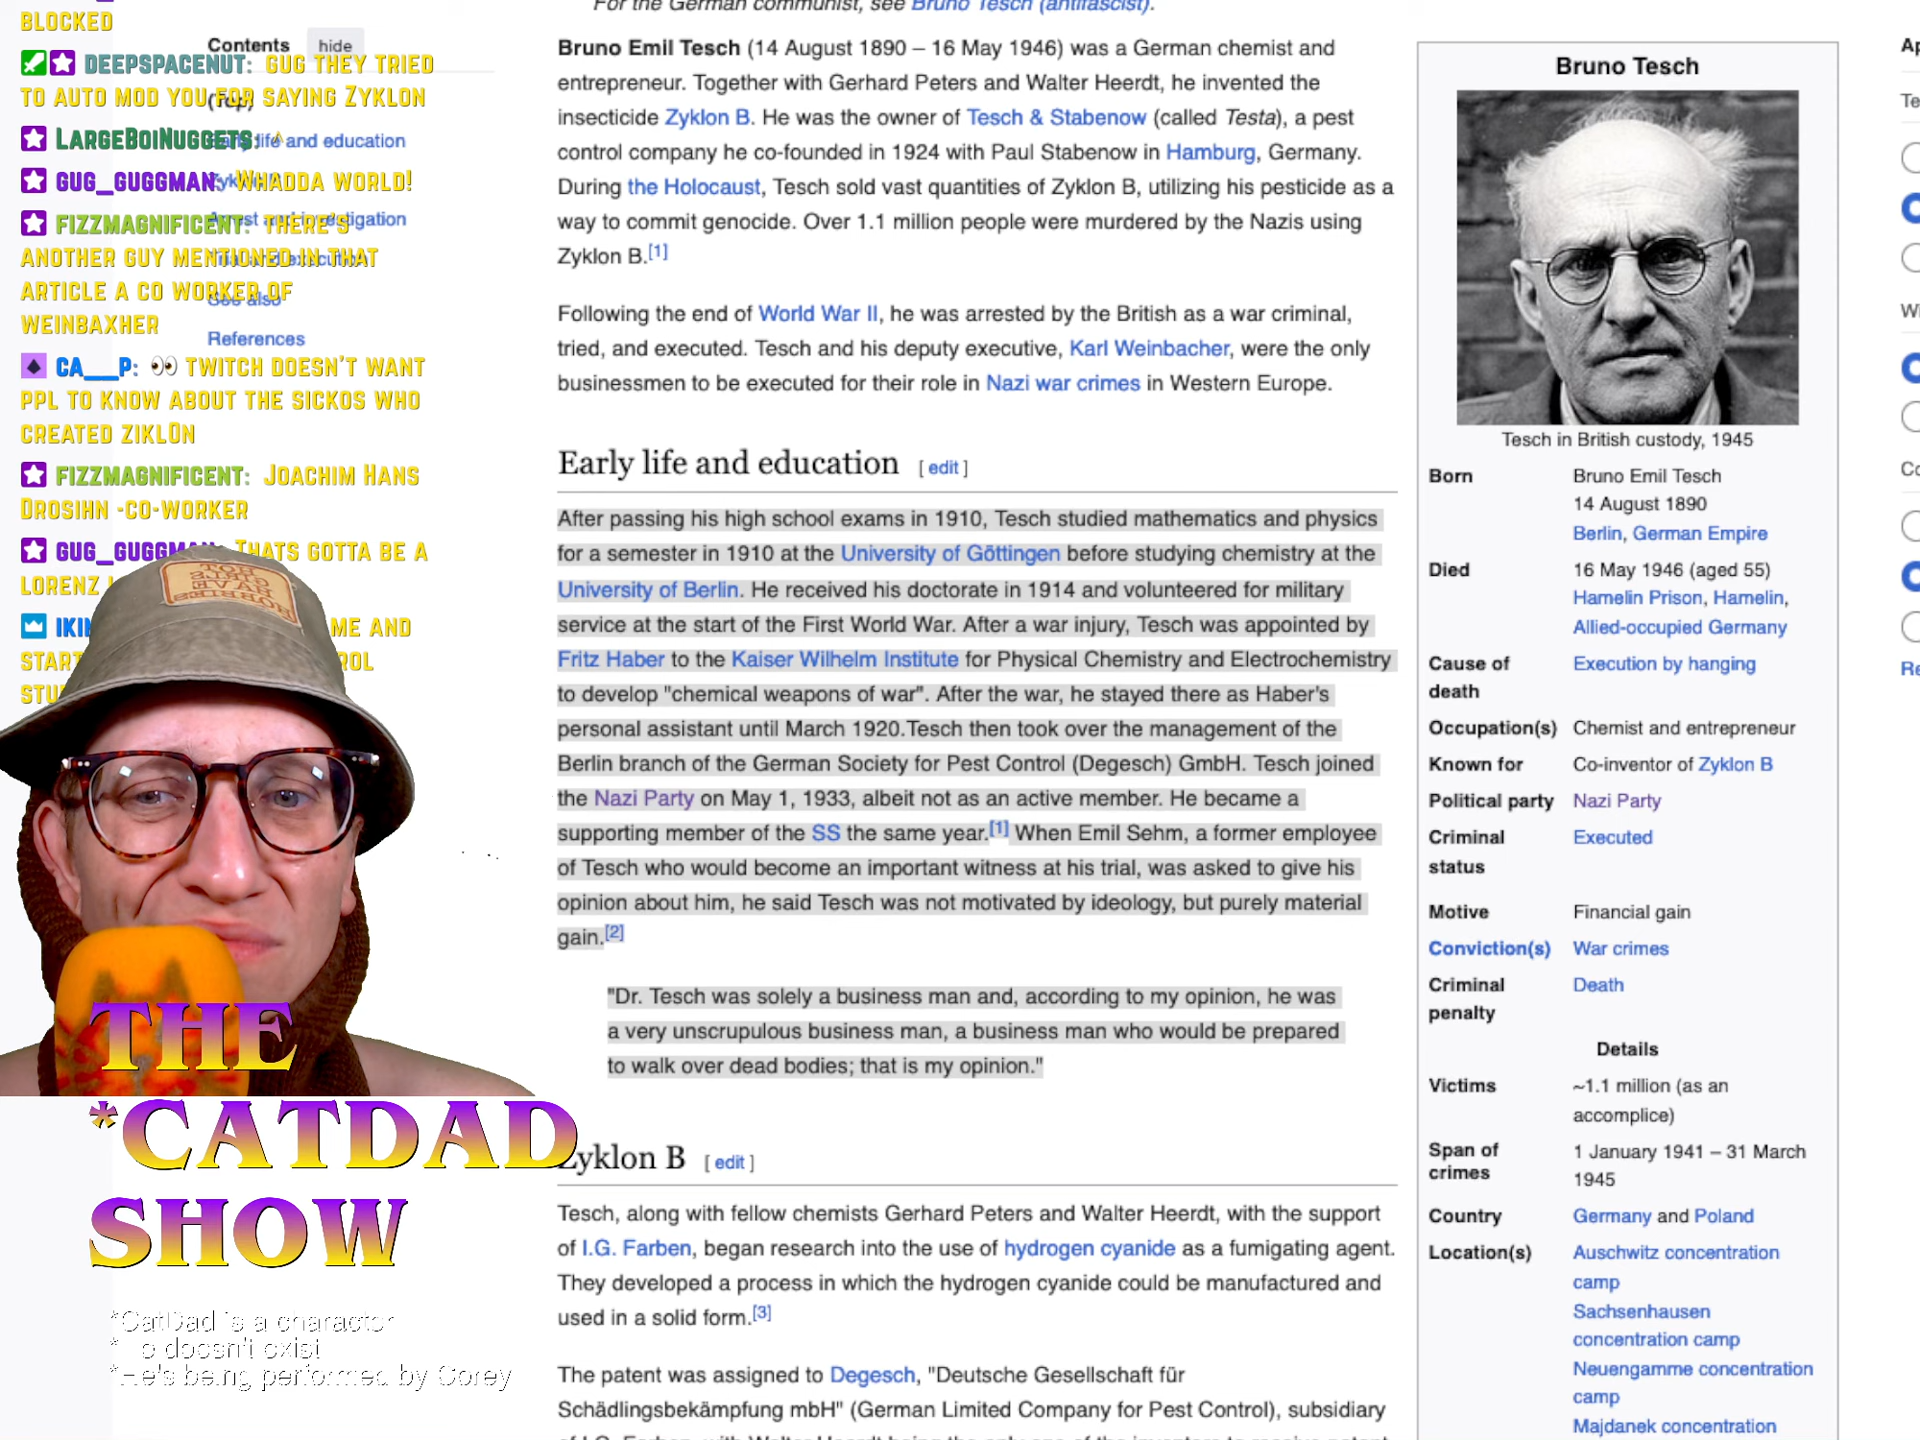 BLOCKED
DEEPSPACENUT: GUG THEY TRIED
TO AUTO MOD YOU FOR SAYING ZYKLON
LARGEBOINUGGETS: ^
GUG_GUGGMAN: WHADDA WORLD!
FIZZMAGNIFICENT: THERE'S
ANOTHER GUY MENTIONED IN THAT
ARTICLE A CO WORKER OF
WEINBAXHER
CA___P: 👀 TWITCH DOESN'T WANT
PPL TO KNOW ABOUT THE SICKOS WHO
CREATED ZIKL0N
FIZZMAGNIFICENT: JOACHIM HANS
DROSIHN -CO-WORKER
GUG_GUGGMAN: THATS GOTTA BE A
LORENZ
ME AND
START
STU
Contents hide
(Top)
Early life and education
Zyklon B
Arrest and investigation
Trial and execution
See also
References
THE
*CATDAD
SHOW
*CatDad is a character
doesn't exist
*He's being performed by Corey
For the German communist, see Bruno Tesch (antifascist).
Bruno Emil Tesch (14 August 1890 – 16 May 1946) was a German chemist and
entrepreneur. Together with Gerhard Peters and Walter Heerdt, he invented the
insecticide Zyklon B. He was the owner of Tesch & Stabenow (called Testa), a pest
control company he co-founded in 1924 with Paul Stabenow in Hamburg, Germany.
During the Holocaust, Tesch sold vast quantities of Zyklon B, utilizing his pesticide as a
way to commit genocide. Over 1.1 million people were murdered by the Nazis using
Zyklon B.[1]
Following the end of World War II, he was arrested by the British as a war criminal,
tried, and executed. Tesch and his deputy executive, Karl Weinbacher, were the only
businessmen to be executed for their role in Nazi war crimes in Western Europe.
Early life and education [ edit ]
After passing his high school exams in 1910, Tesch studied mathematics and physics
for a semester in 1910 at the University of Göttingen before studying chemistry at the
University of Berlin. He received his doctorate in 1914 and volunteered for military
service at the start of the First World War. After a war injury, Tesch was appointed by
Fritz Haber to the Kaiser Wilhelm Institute for Physical Chemistry and Electrochemistry
to develop "chemical weapons of war". After the war, he stayed there as Haber's
personal assistant until March 1920.Tesch then took over the management of the
Berlin branch of the German Society for Pest Control (Degesch) GmbH. Tesch joined
the Nazi Party on May 1, 1933, albeit not as an active member. He became a
supporting member of the SS the same year.[1] When Emil Sehm, a former employee
of Tesch who would become an important witness at his trial, was asked to give his
opinion about him, he said Tesch was not motivated by ideology, but purely material
gain.[2]
"Dr. Tesch was solely a business man and, according to my opinion, he was
a very unscrupulous business man, a business man who would be prepared
to walk over dead bodies; that is my opinion."
Zyklon B [ edit ]
Tesch, along with fellow chemists Gerhard Peters and Walter Heerdt, with the support
of I.G. Farben, began research into the use of hydrogen cyanide as a fumigating agent.
They developed a process in which the hydrogen cyanide could be manufactured and
used in a solid form.[3]
The patent was assigned to Degesch, "Deutsche Gesellschaft für
Schädlingsbekämpfung mbH" (German Limited Company for Pest Control), subsidiary
Bruno Tesch
Tesch in British custody, 1945
Born Bruno Emil Tesch
14 August 1890
Berlin, German Empire
Died 16 May 1946 (aged 55)
Hamelin Prison, Hamelin,
Allied-occupied Germany
Cause of death Execution by hanging
Occupation(s) Chemist and entrepreneur
Known for Co-inventor of Zyklon B
Political party Nazi Party
Criminal status Executed
Motive Financial gain
Conviction(s) War crimes
Criminal penalty Death
Details
Victims ~1.1 million (as an
accomplice)
Span of crimes 1 January 1941 – 31 March
1945
Country Germany and Poland
Location(s) Auschwitz concentration
camp
Sachsenhausen
concentration camp
Neuengamme concentration
camp
Majdanek concentration